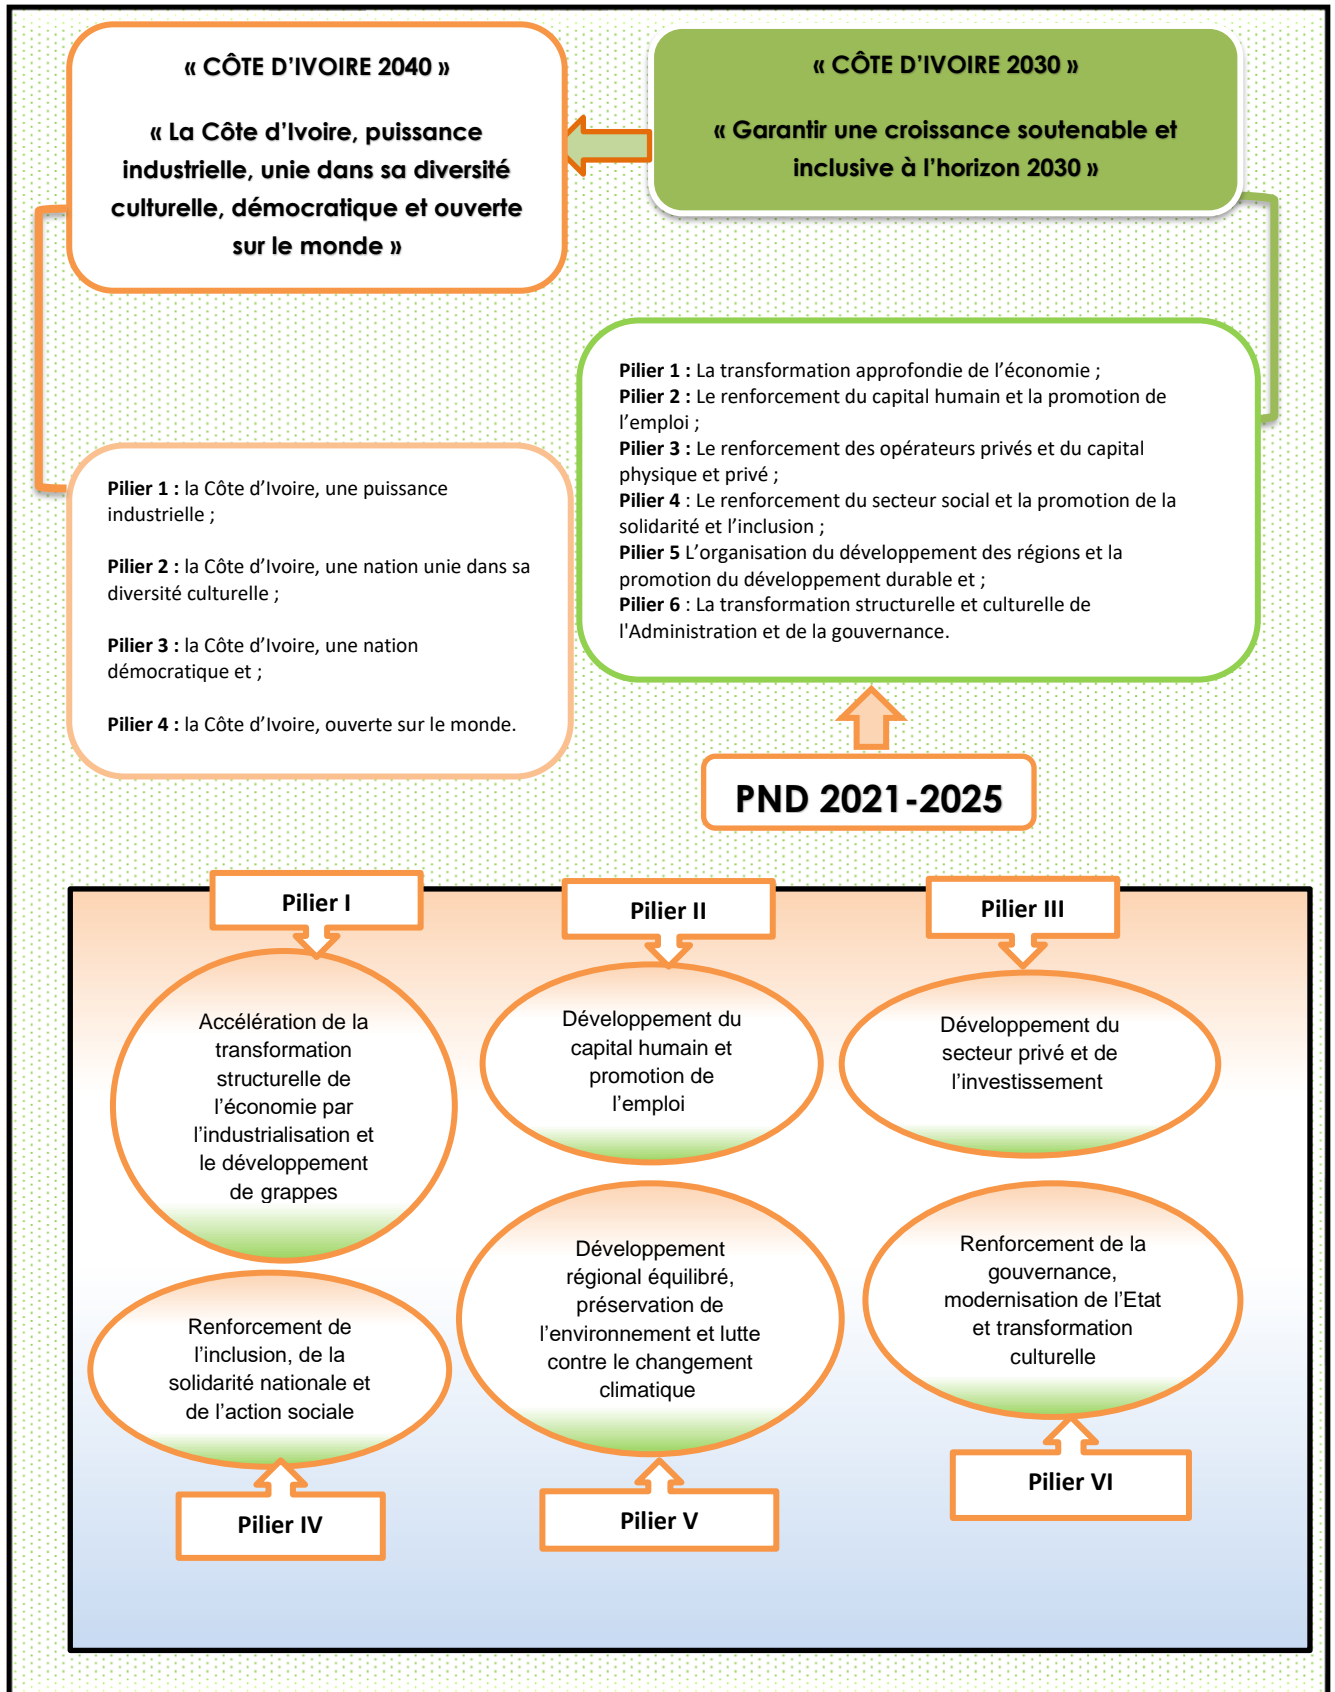 « CÔTE D'IVOIRE 2040 »
« La Côte d'Ivoire, puissance
industrielle, unie dans sa diversité
culturelle, démocratique et ouverte
sur le monde »
« CÔTE D'IVOIRE 2030 »
« Garantir une croissance soutenable et
inclusive à l'horizon 2030 »
Pilier 1 : La transformation approfondie de l'économie ;
Pilier 2 : Le renforcement du capital humain et la promotion de
l'emploi ;
Pilier 3 : Le renforcement des opérateurs privés et du capital
physique et privé ;
Pilier 4 : Le renforcement du secteur social et la promotion de la
solidarité et l'inclusion ;
Pilier 5 L'organisation du développement des régions et la
promotion du développement durable et ;
Pilier 6 : La transformation structurelle et culturelle de
l'Administration et de la gouvernance.
Pilier 1 : la Côte d'Ivoire, une puissance
industrielle ;
Pilier 2 : la Côte d'Ivoire, une nation unie dans sa
diversité culturelle ;
Pilier 3 : la Côte d'Ivoire, une nation
démocratique et ;
Pilier 4 : la Côte d'Ivoire, ouverte sur le monde.
PND 2021-2025
Pilier I
Accélération de la
transformation
structurelle de
l'économie par
l'industrialisation et
le développement
de grappes
Pilier II
Développement du
capital humain et
promotion de
l'emploi
Pilier III
Développement du
secteur privé et de
l'investissement
Renforcement de
l'inclusion, de la
solidarité nationale et
de l'action sociale
Pilier IV
Développement
régional équilibré,
préservation de
l'environnement et lutte
contre le changement
climatique
Pilier V
Renforcement de la
gouvernance,
modernisation de l'Etat
et transformation
culturelle
Pilier VI